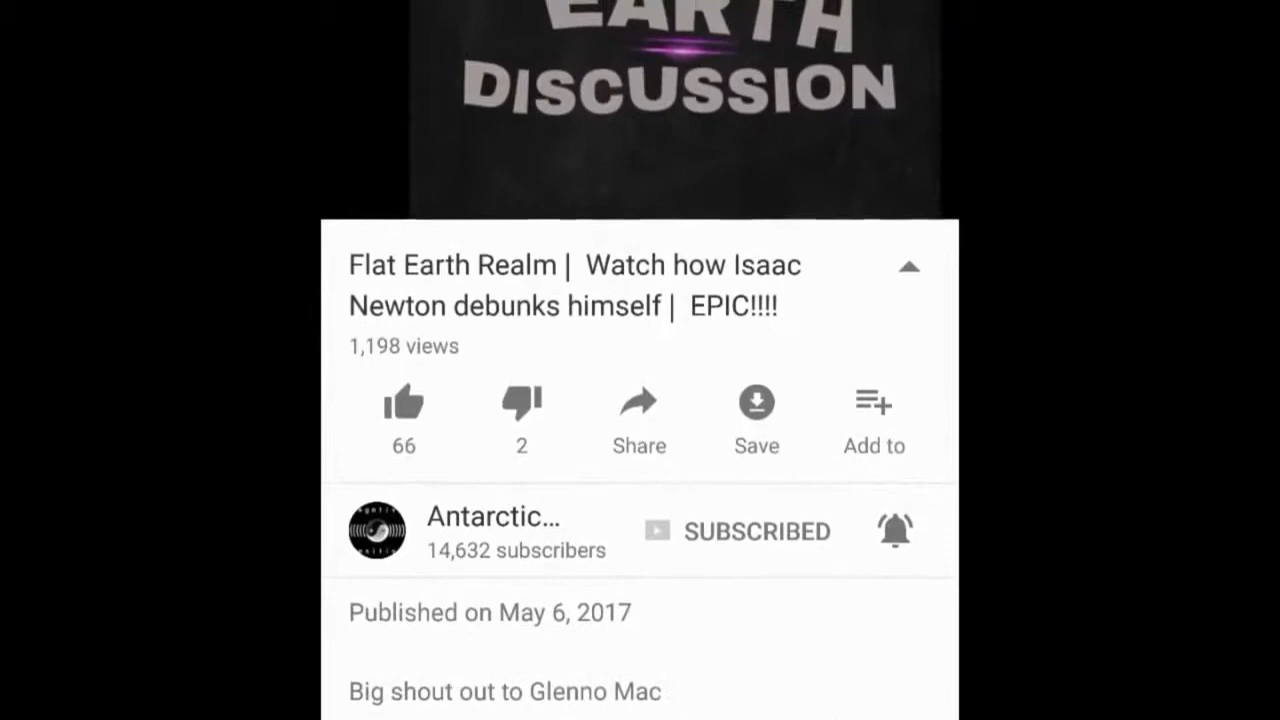 EARTH
DISCUSSION
Flat Earth Realm | Watch how Isaac
Newton debunks himself | EPIC!!!!
1,198 views
66
2
Share
Save
Add to
Antarctic...
14,632 subscribers
SUBSCRIBED
Published on May 6, 2017
Big shout out to Glenno Mac